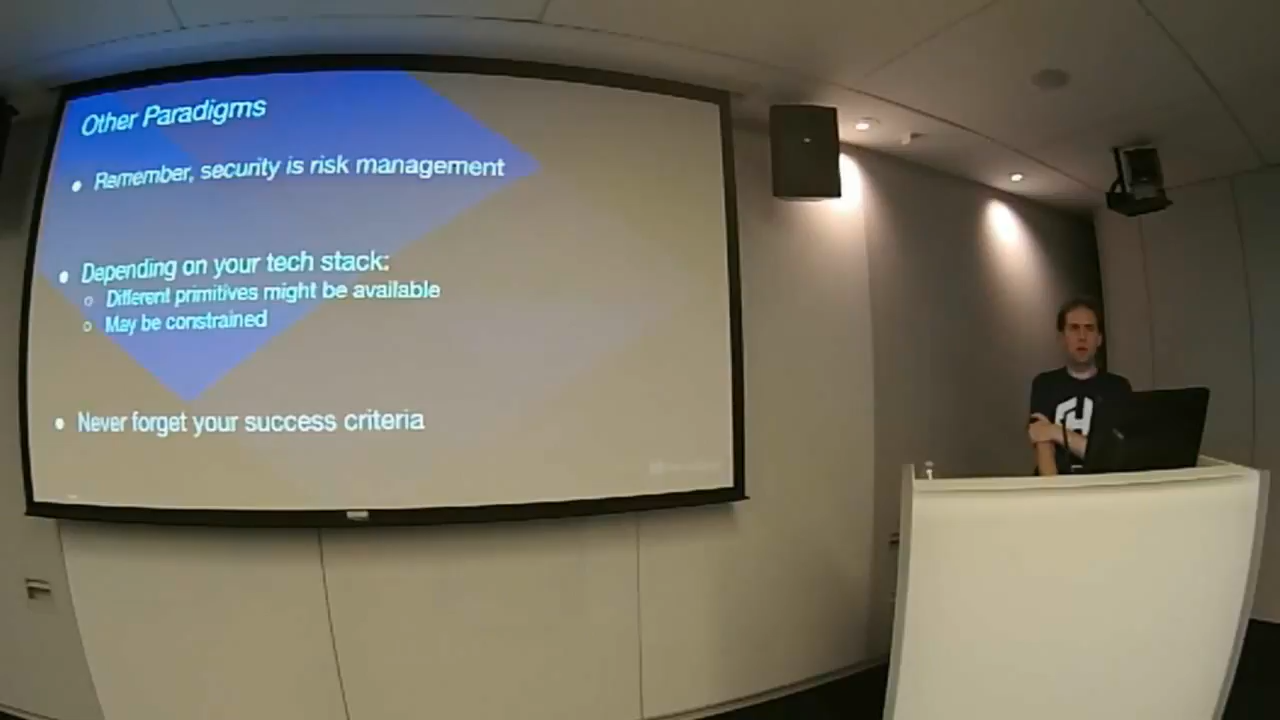 Other Paradigms
Remember, security is risk management
Depending on your tech stack:
Different primitives might be available
May be constrained
Never forget your success criteria